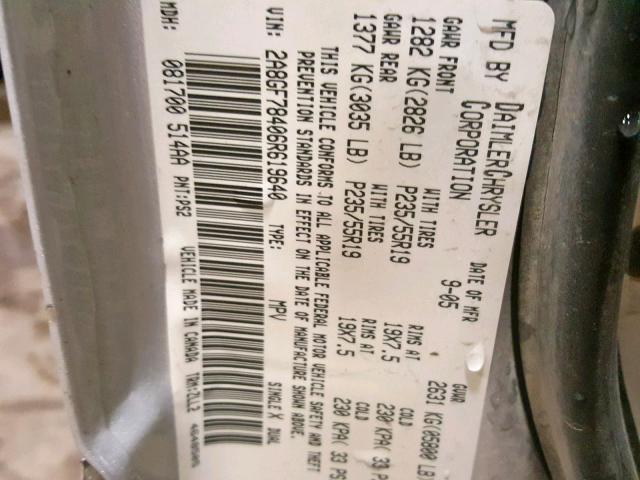 MFD BY DAIMLERCHRYSLER CORPORATION
DATE OF MFR 9-05
GVWR 2631 KG(05800 LB)
GAWR FRONT WITH TIRES RIMS AT COLD
1282 KG(2826 LB) P235/55R19 19X7.5 230 KPA( 33 PS
GAWR REAR WITH TIRES RIMS AT COLD
1377 KG(3035 LB) P235/55R19 19X7.5 230 KPA( 33 PS
THIS VEHICLE CONFORMS TO ALL APPLICABLE FEDERAL MOTOR VEHICLE SAFETY AND THEFT
PREVENTION STANDARDS IN EFFECT ON THE DATE OF MANUFACTURE SHOWN ABOVE.
VIN: 2A8GF78406R619640 TYPE: MPV SINGLE X DUAL
MDH: 081700 514AA PNT:PS2 VEHICLE MADE IN CANADA